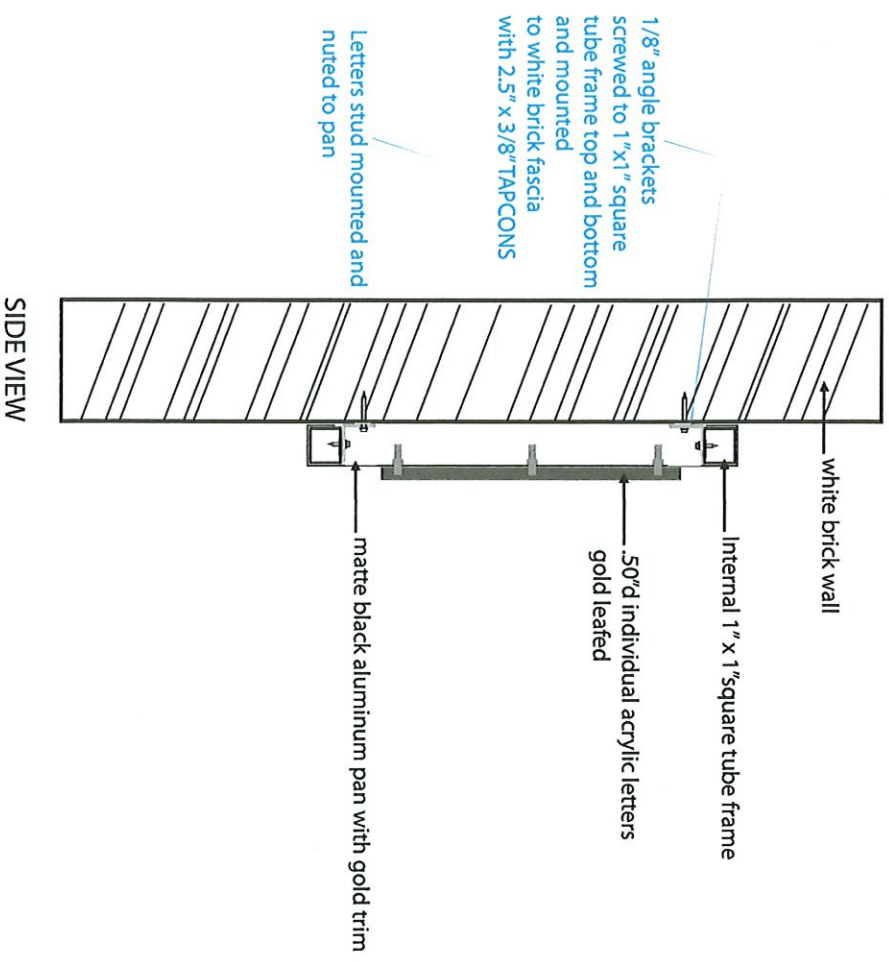 1/8" angle brackets
screwed to 1"x1" square
tube frame top and bottom
and mounted
to white brick fascia
with 2.5" x 3/8" TAPCONS
Letters stud mounted and
nuted to pan
white brick wall
Internal 1" x 1"square tube frame
.50"d individual acrylic letters
gold leafed
matte black aluminum pan with gold trim
SIDE VIEW